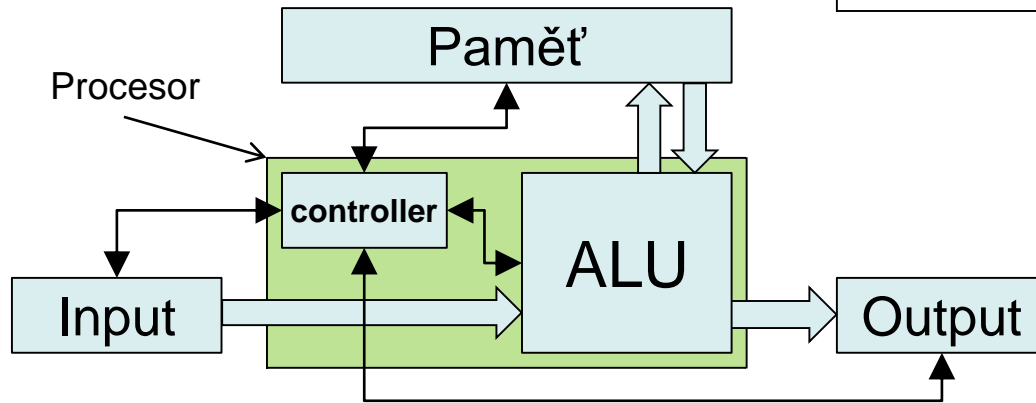 Paměť
Procesor
controller
ALU
Input
Output